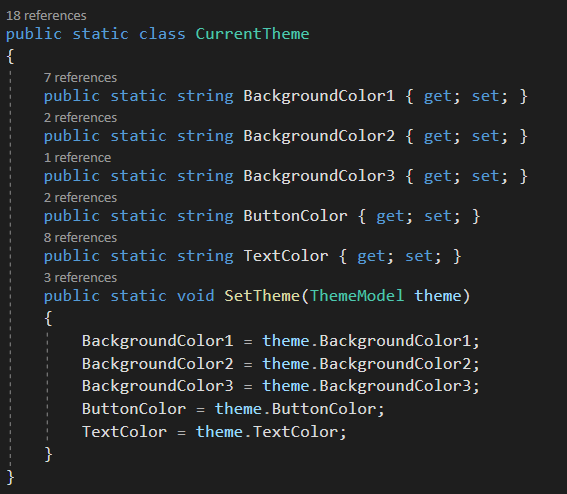 18 references
public static class CurrentTheme
{
7 references
public static string BackgroundColor1 { get; set; }
2 references
public static string BackgroundColor2 { get; set; }
1 reference
public static string BackgroundColor3 { get; set; }
2 references
public static string ButtonColor { get; set; }
8 references
public static string TextColor { get; set; }
3 references
public static void SetTheme(ThemeModel theme)
{
BackgroundColor1 = theme.BackgroundColor1;
BackgroundColor2 = theme.BackgroundColor2;
BackgroundColor3 = theme.BackgroundColor3;
ButtonColor = theme.ButtonColor;
TextColor = theme.TextColor;
}
}